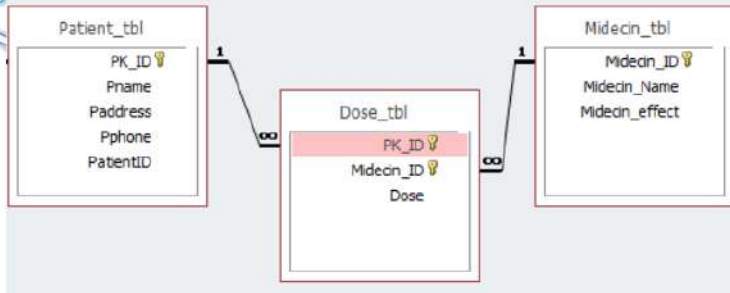 Patient_tbl
PK_ID
Pname
Paddress
Pphone
PatientID
1
∞
Dose_tbl
PK_ID
Midecin_ID
Dose
1
∞
Midecin_tbl
Midecin_ID
Midecin_Name
Midecin_effect